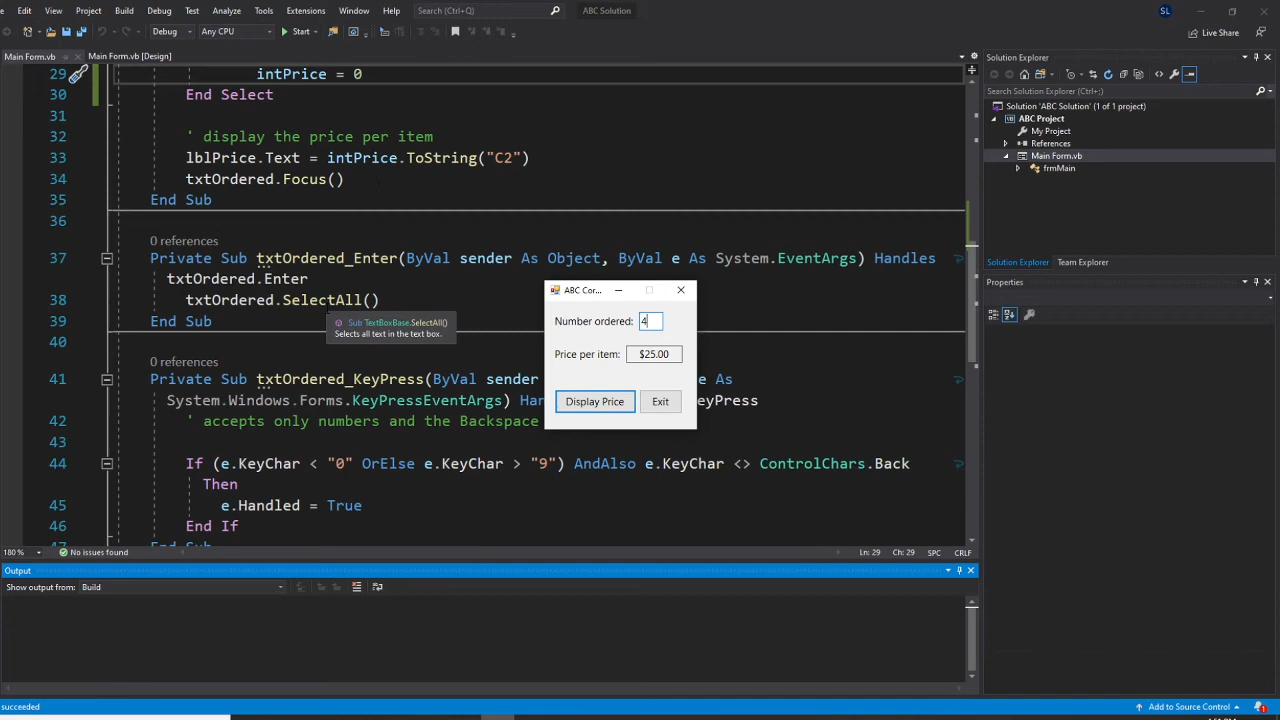 Edit View Project Build Debug Test Analyze Tools Extensions Window Help Search (Ctrl+Q) ABC Solution SL
Debug Any CPU Start Live Share
Main Form.vb Main Form.vb [Design]
29 intPrice = 0
30 End Select
31
32 ' display the price per item
33 lblPrice.Text = intPrice.ToString("C2")
34 txtOrdered.Focus()
35 End Sub
36
0 references
37 Private Sub txtOrdered_Enter(ByVal sender As Object, ByVal e As System.EventArgs) Handles
txtOrdered.Enter
38 txtOrdered.SelectAll()
39 End Sub
Sub TextBoxBase.SelectAll()
Selects all text in the text box.
40
0 references
41 Private Sub txtOrdered_KeyPress(ByVal sender e As
System.Windows.Forms.KeyPressEventArgs) Han eyPress
42 ' accepts only numbers and the Backspace
43
44 If (e.KeyChar < "0" OrElse e.KeyChar > "9") AndAlso e.KeyChar <> ControlChars.Back
Then
45 e.Handled = True
46 End If
47 End Sub
ABC Cor...
Number ordered: 4
Price per item: $25.00
Display Price Exit
180 % No issues found Ln: 29 Ch: 29 SPC CRLF
Output
Show output from: Build
Solution Explorer
Search Solution Explorer (Ctrl+;)
Solution 'ABC Solution' (1 of 1 project)
ABC Project
My Project
References
Main Form.vb
frmMain
Solution Explorer Team Explorer
Properties
succeeded Add to Source Control 1